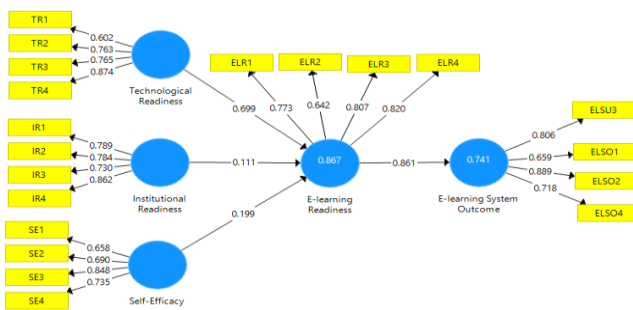 TR1
TR2
TR3
TR4
0.602
0.763
0.765
0.874
Technological
Readiness
IR1
IR2
IR3
IR4
0.789
0.784
0.730
0.862
Institutional
Readiness
SE1
SE2
SE3
SE4
0.658
0.690
0.848
0.735
Self-Efficacy
0.699
0.111
0.199
ELR1
ELR2
ELR3
ELR4
0.773
0.642
0.807
0.820
0.867
E-learning
Readiness
0.861
0.741
E-learning System
Outcome
0.806
0.659
0.889
0.718
ELSU3
ELSO1
ELSO2
ELSO4